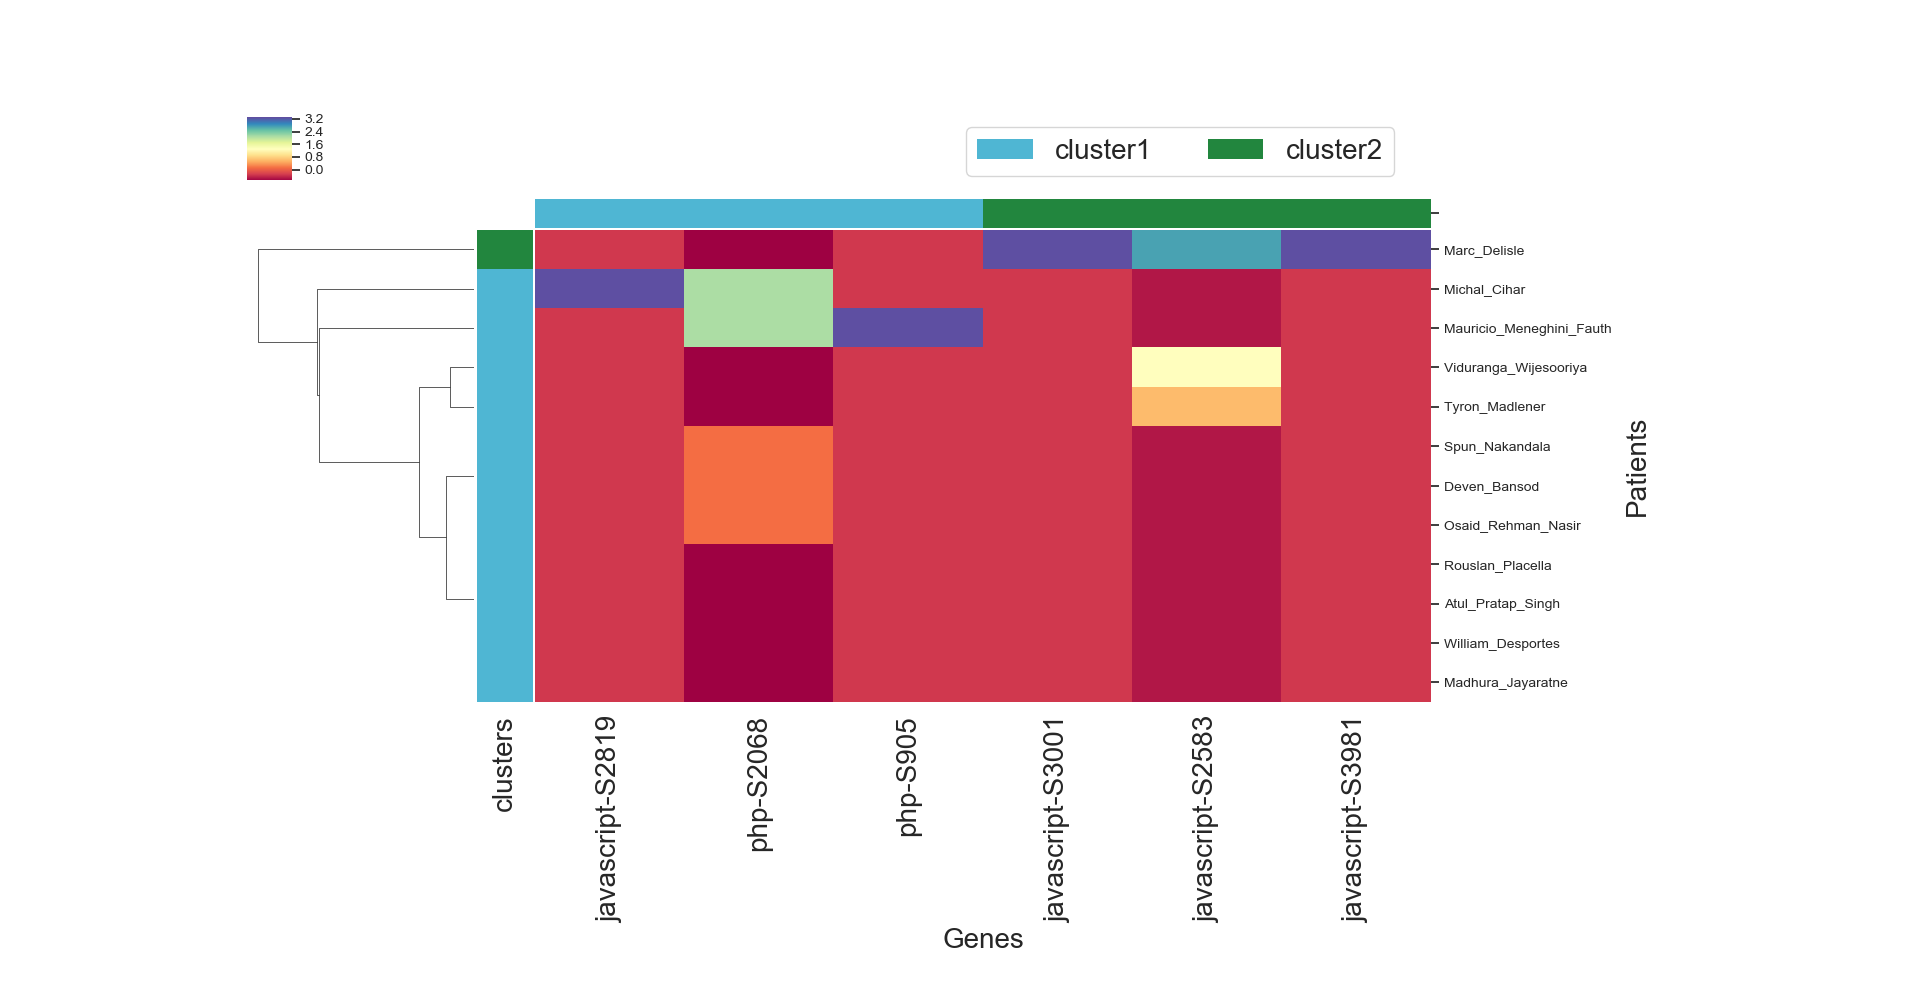 3.2
2.4
1.6
0.8
0.0
cluster1
cluster2
Marc_Delisle
Michal_Cihar
Mauricio_Meneghini_Fauth
Viduranga_Wijesooriya
Tyron_Madlener
Spun_Nakandala
Deven_Bansod
Osaid_Rehman_Nasir
Rouslan_Placella
Atul_Pratap_Singh
William_Desportes
Madhura_Jayaratne
Patients
clusters
javascript-S2819
php-S2068
php-S905
javascript-S3001
javascript-S2583
javascript-S3981
Genes